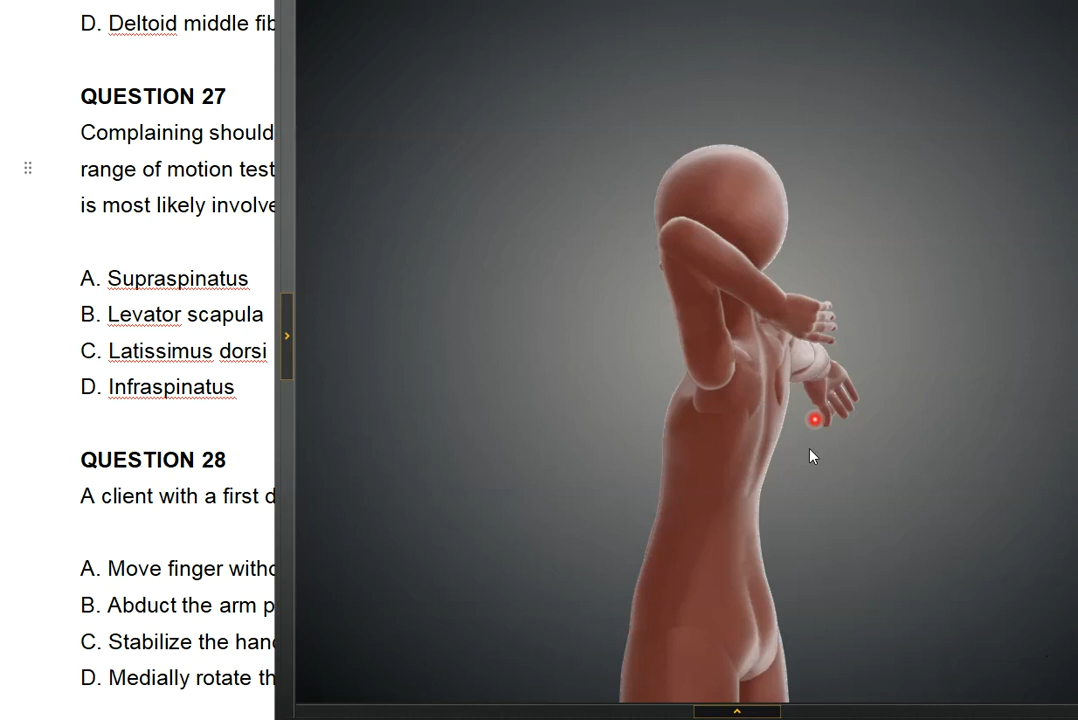 D. Deltoid middle fib
QUESTION 27
Complaining should
range of motion test
is most likely involve
A. Supraspinatus
B. Levator scapula
C. Latissimus dorsi
D. Infraspinatus
QUESTION 28
A client with a first d
A. Move finger witho
B. Abduct the arm p
C. Stabilize the hand
D. Medially rotate th